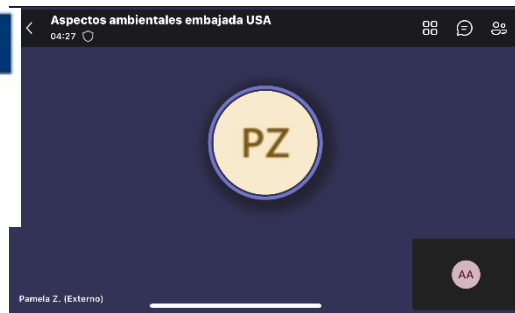 Aspectos ambientales embajada USA
04:27
PZ
AA
Pamela Z. (Externo)